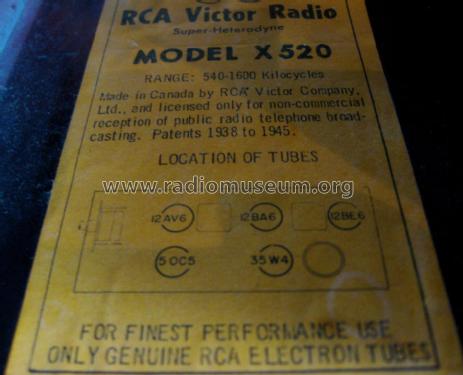 RCA Victor Radio
Super-Heterodyne
MODEL X 520
RANGE: 540-1600 Kilocycles
Made in Canada by RCA Victor Company,
Ltd., and licensed only for non-commercial
reception of public radio telephone broad-
casting. Patents 1938 to 1945.
LOCATION OF TUBES
www.radiomuseum.org
12AV6 12BA6 12BE6
50C5 35W4
FOR FINEST PERFORMANCE USE
ONLY GENUINE RCA ELECTRON TUBES